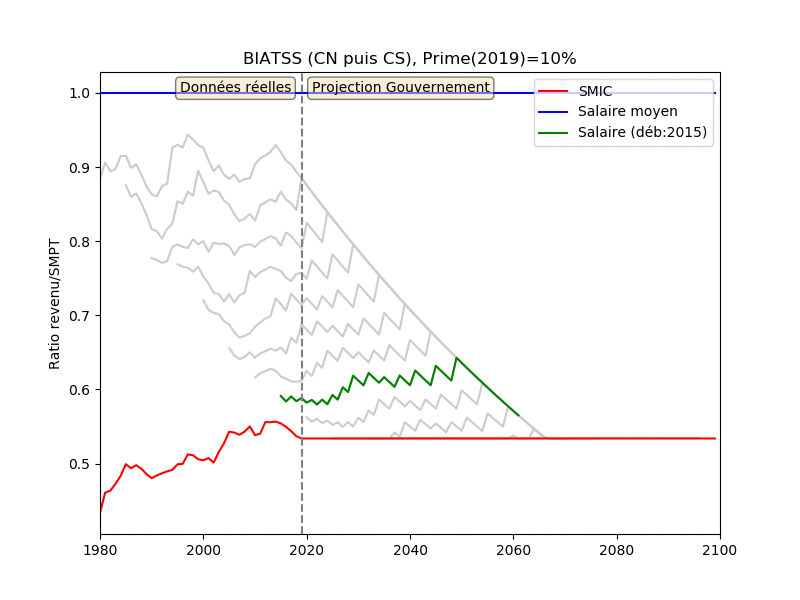 BIATSS (CN puis CS), Prime(2019)=10%
Données réelles
Projection Gouvernement
SMIC
Salaire moyen
Salaire (déb:2015)
Ratio revenu/SMPT
1.0
0.9
0.8
0.7
0.6
0.5
1980
2000
2020
2040
2060
2080
2100